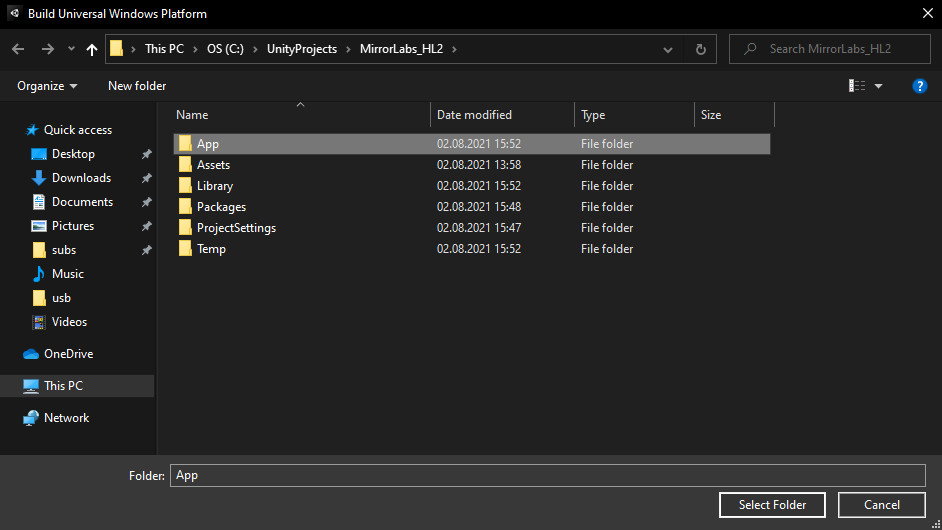 Build Universal Windows Platform
This PC OS (C:) UnityProjects MirrorLabs_HL2 Search MirrorLabs_HL2
Organize New folder ?
Name Date modified Type Size
Quick access
Desktop
Downloads
Documents
Pictures
subs
Music
usb
Videos
OneDrive
This PC
Network
App 02.08.2021 15:52 File folder
Assets 02.08.2021 13:58 File folder
Library 02.08.2021 15:52 File folder
Packages 02.08.2021 15:48 File folder
ProjectSettings 02.08.2021 15:47 File folder
Temp 02.08.2021 15:52 File folder
Folder: App
Select Folder Cancel